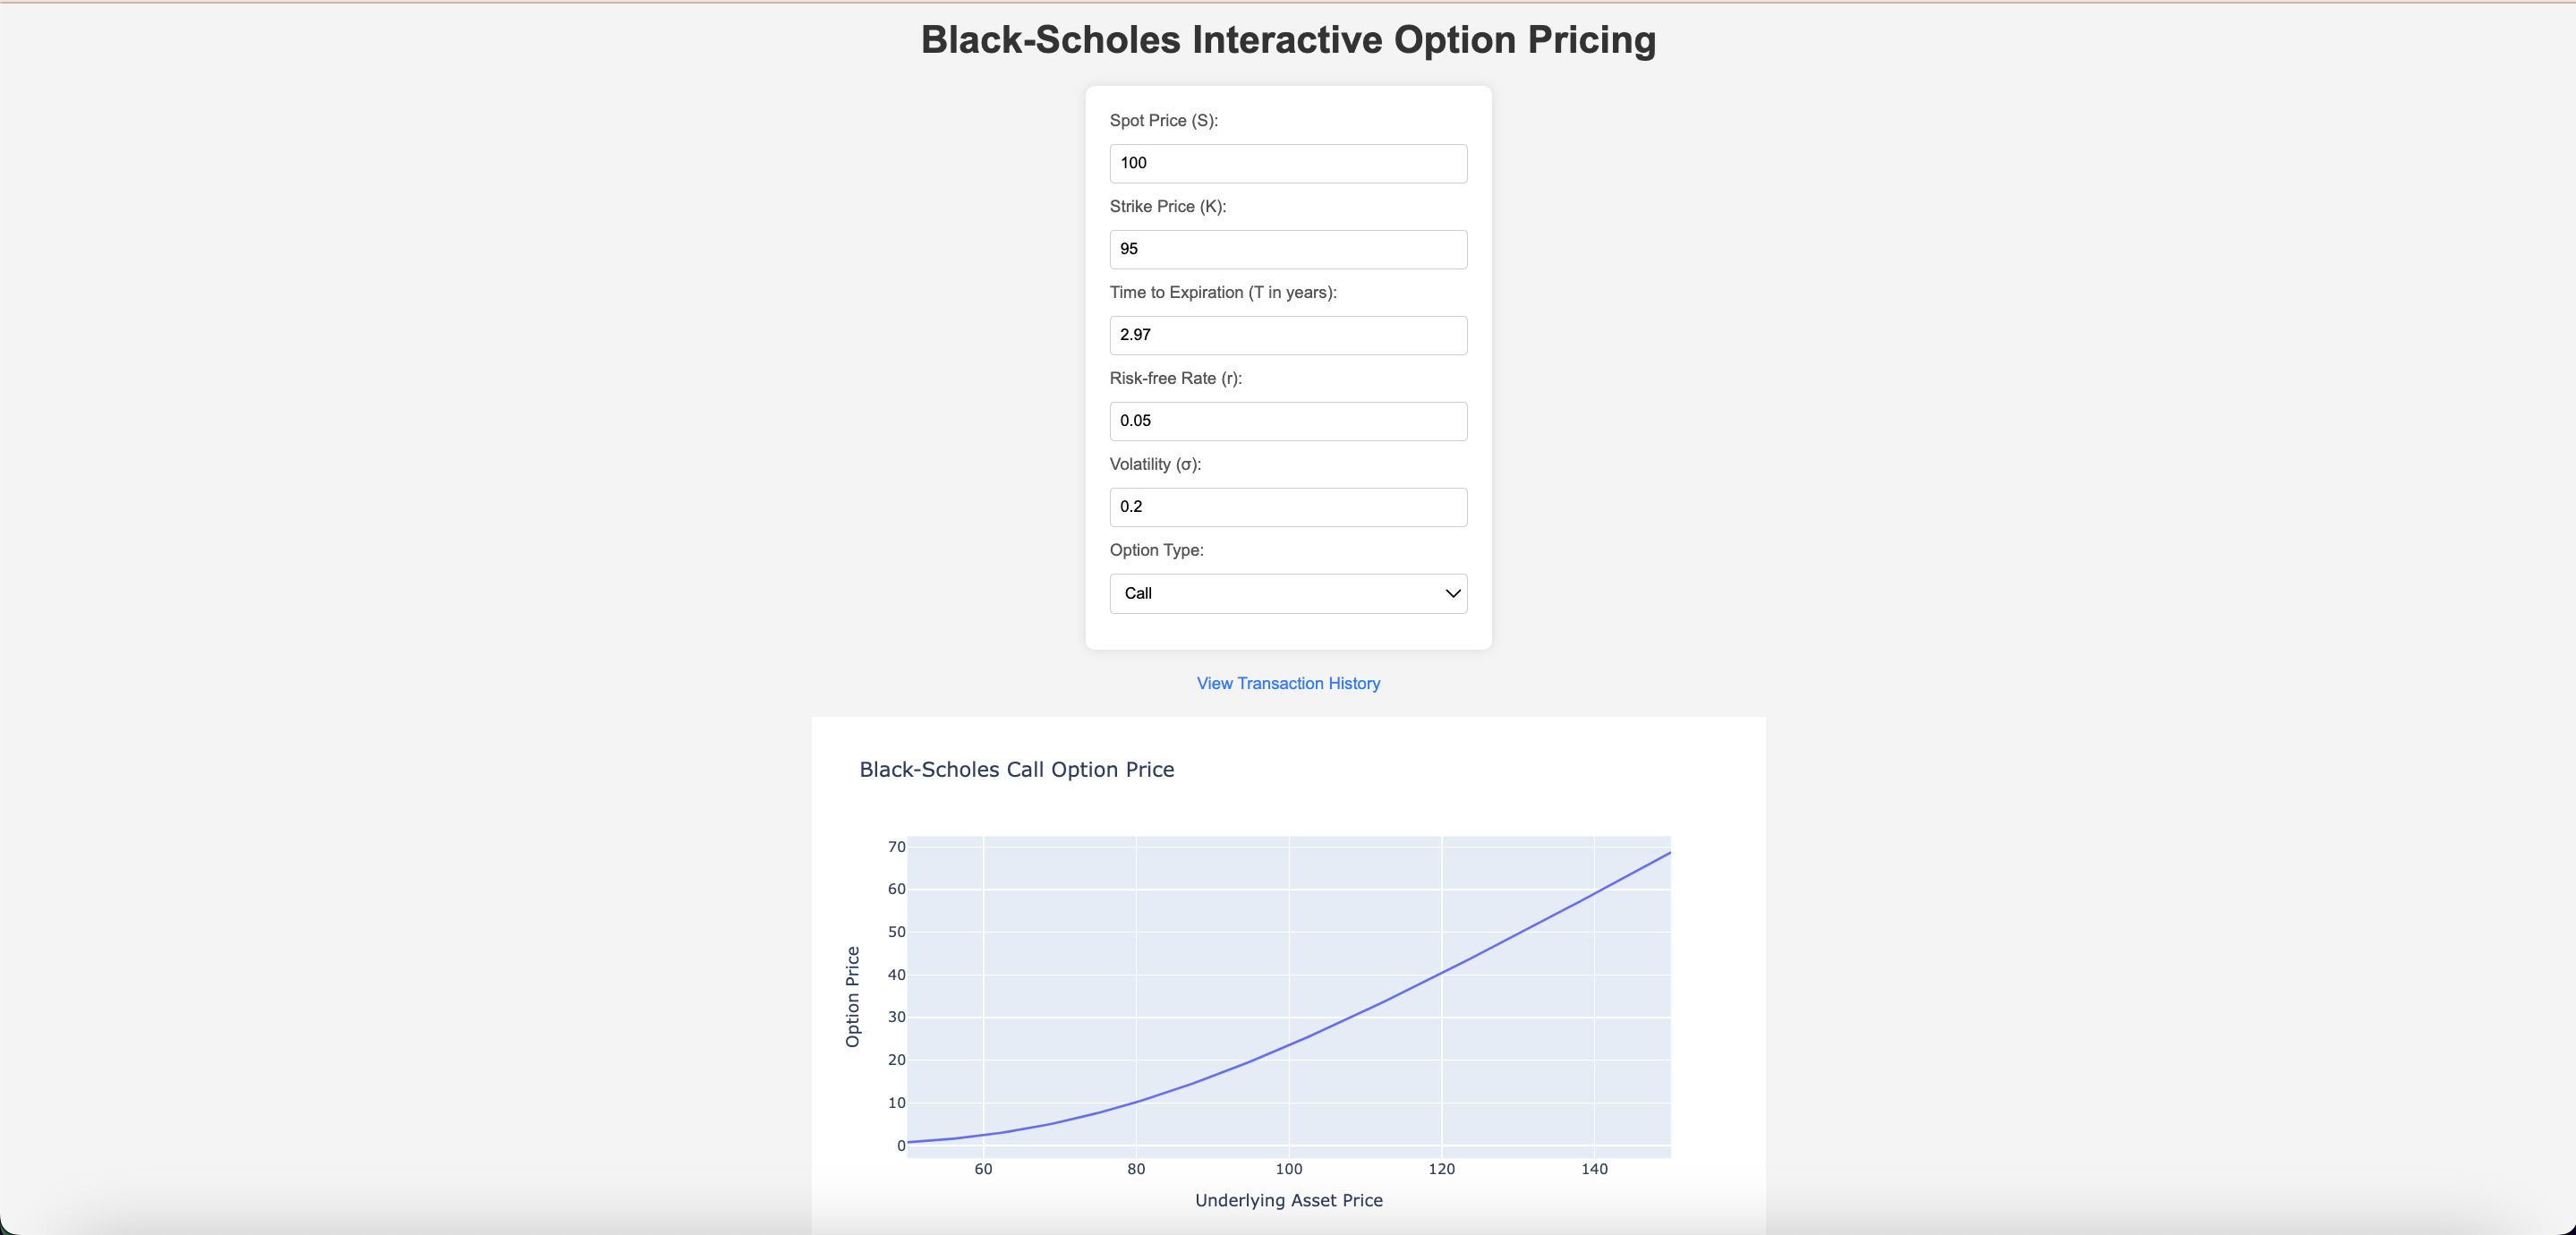 Black-Scholes Interactive Option Pricing
Spot Price (S):
100
Strike Price (K):
95
Time to Expiration (T in years):
2.97
Risk-free Rate (r):
0.05
Volatility (σ):
0.2
Option Type:
Call
View Transaction History
Black-Scholes Call Option Price
70
60
50
40
30
20
10
0
Option Price
60 80 100 120 140
Underlying Asset Price